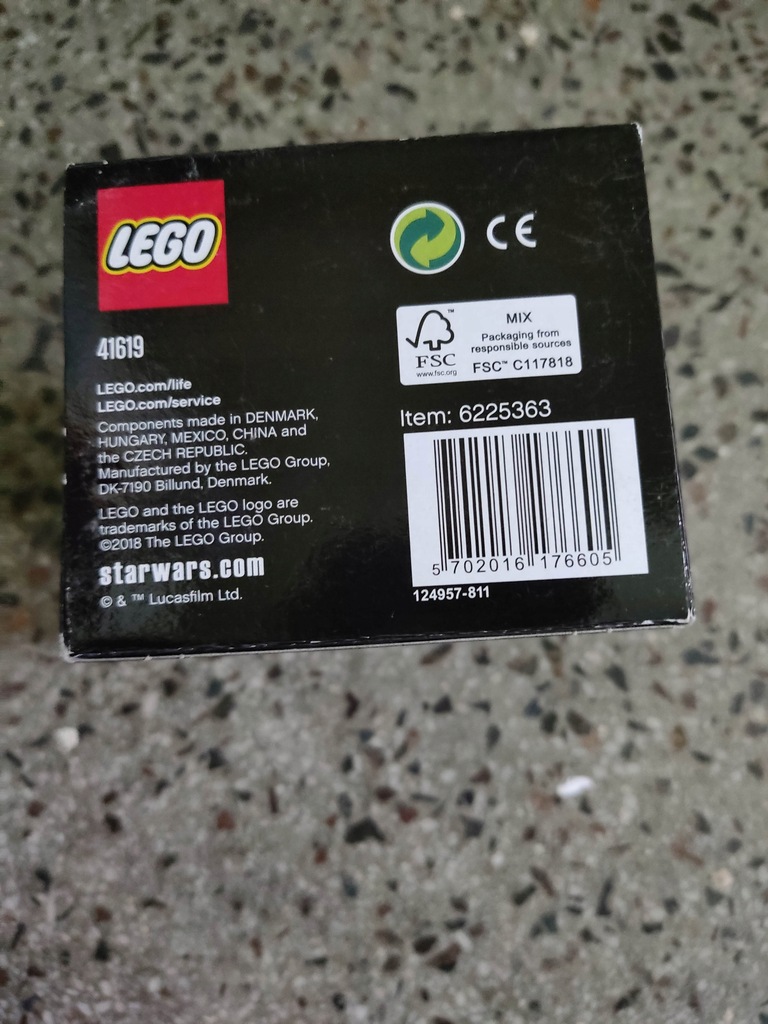 LEGO
41619
LEGO.com/life
LEGO.com/service
Components made in DENMARK,
HUNGARY, MEXICO, CHINA and
the CZECH REPUBLIC.
Manufactured by the LEGO Group,
DK-7190 Billund, Denmark.
LEGO and the LEGO logo are
trademarks of the LEGO Group.
©2018 The LEGO Group.
starwars.com
© & ™ Lucasfilm Ltd.
CE
FSC™
www.fsc.org
MIX
Packaging from
responsible sources
FSC™ C117818
Item: 6225363
5 702016 176605
124957-811